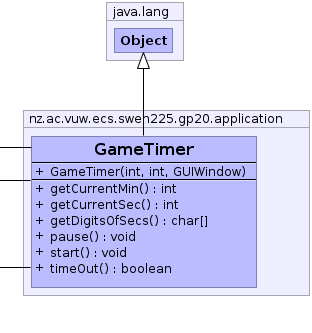 java.lang
Object
nz.ac.vuw.ecs.swen225.gp20.application
GameTimer
+ GameTimer(int, int, GUIWindow)
+ getCurrentMin() : int
+ getCurrentSec() : int
+ getDigitsOfSecs() : char[]
+ pause() : void
+ start() : void
+ timeOut() : boolean